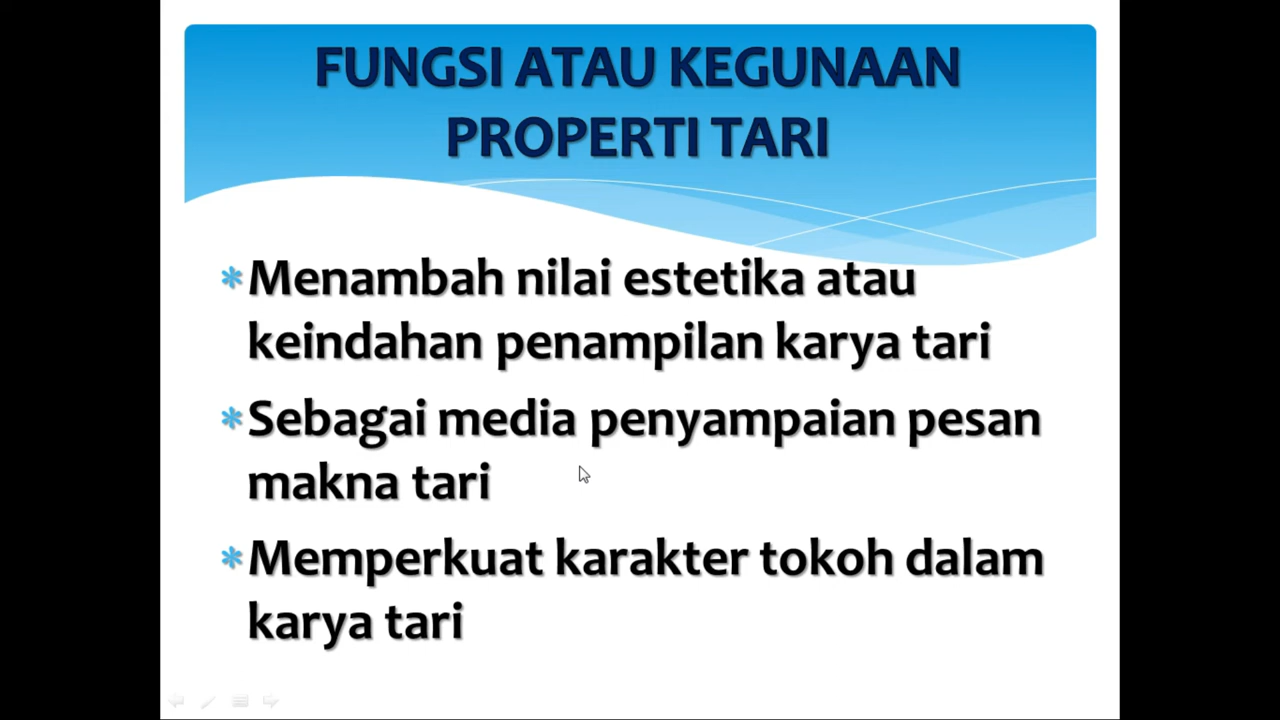 FUNGSI ATAU KEGUNAAN
PROPERTI TARI
*Menambah nilai estetika atau
keindahan penampilan karya tari
*Sebagai media penyampaian pesan
makna tari
*Memperkuat karakter tokoh dalam
karya tari